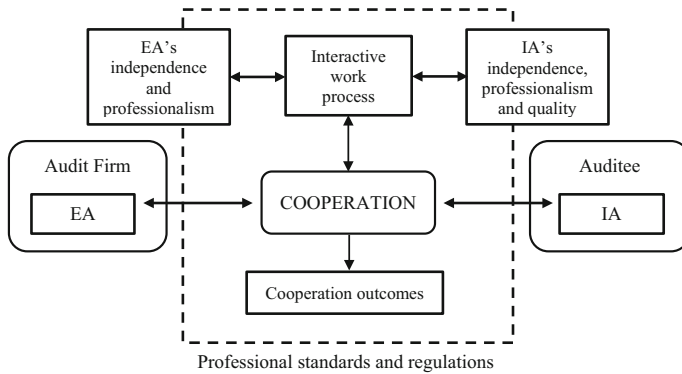 EA's
independence
and
professionalism
Interactive
work
process
IA's
independence,
professionalism
and quality
Audit Firm
EA
COOPERATION
Auditee
IA
Cooperation outcomes
Professional standards and regulations